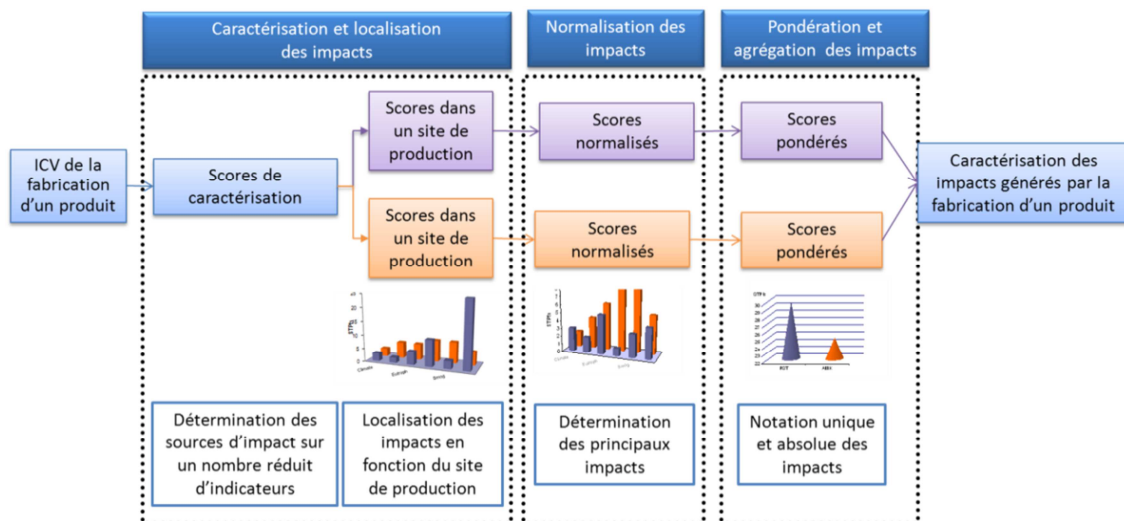 Caractérisation et localisation
des impacts
Normalisation des
impacts
Pondération et
agrégation des impacts
ICV de la
fabrication
d'un produit
Scores de
caractérisation
Scores dans
un site de
production
Scores
normalisés
Scores
pondérés
Scores dans
un site de
production
Scores
normalisés
Scores
pondérés
Caractérisation des
impacts générés par la
fabrication d'un produit
Climate
Climate
Détermination des
sources d'impact sur
un nombre réduit
d'indicateurs
Localisation des
impacts en
fonction du site
de production
Détermination
des principaux
impacts
Notation unique
et absolue des
impacts